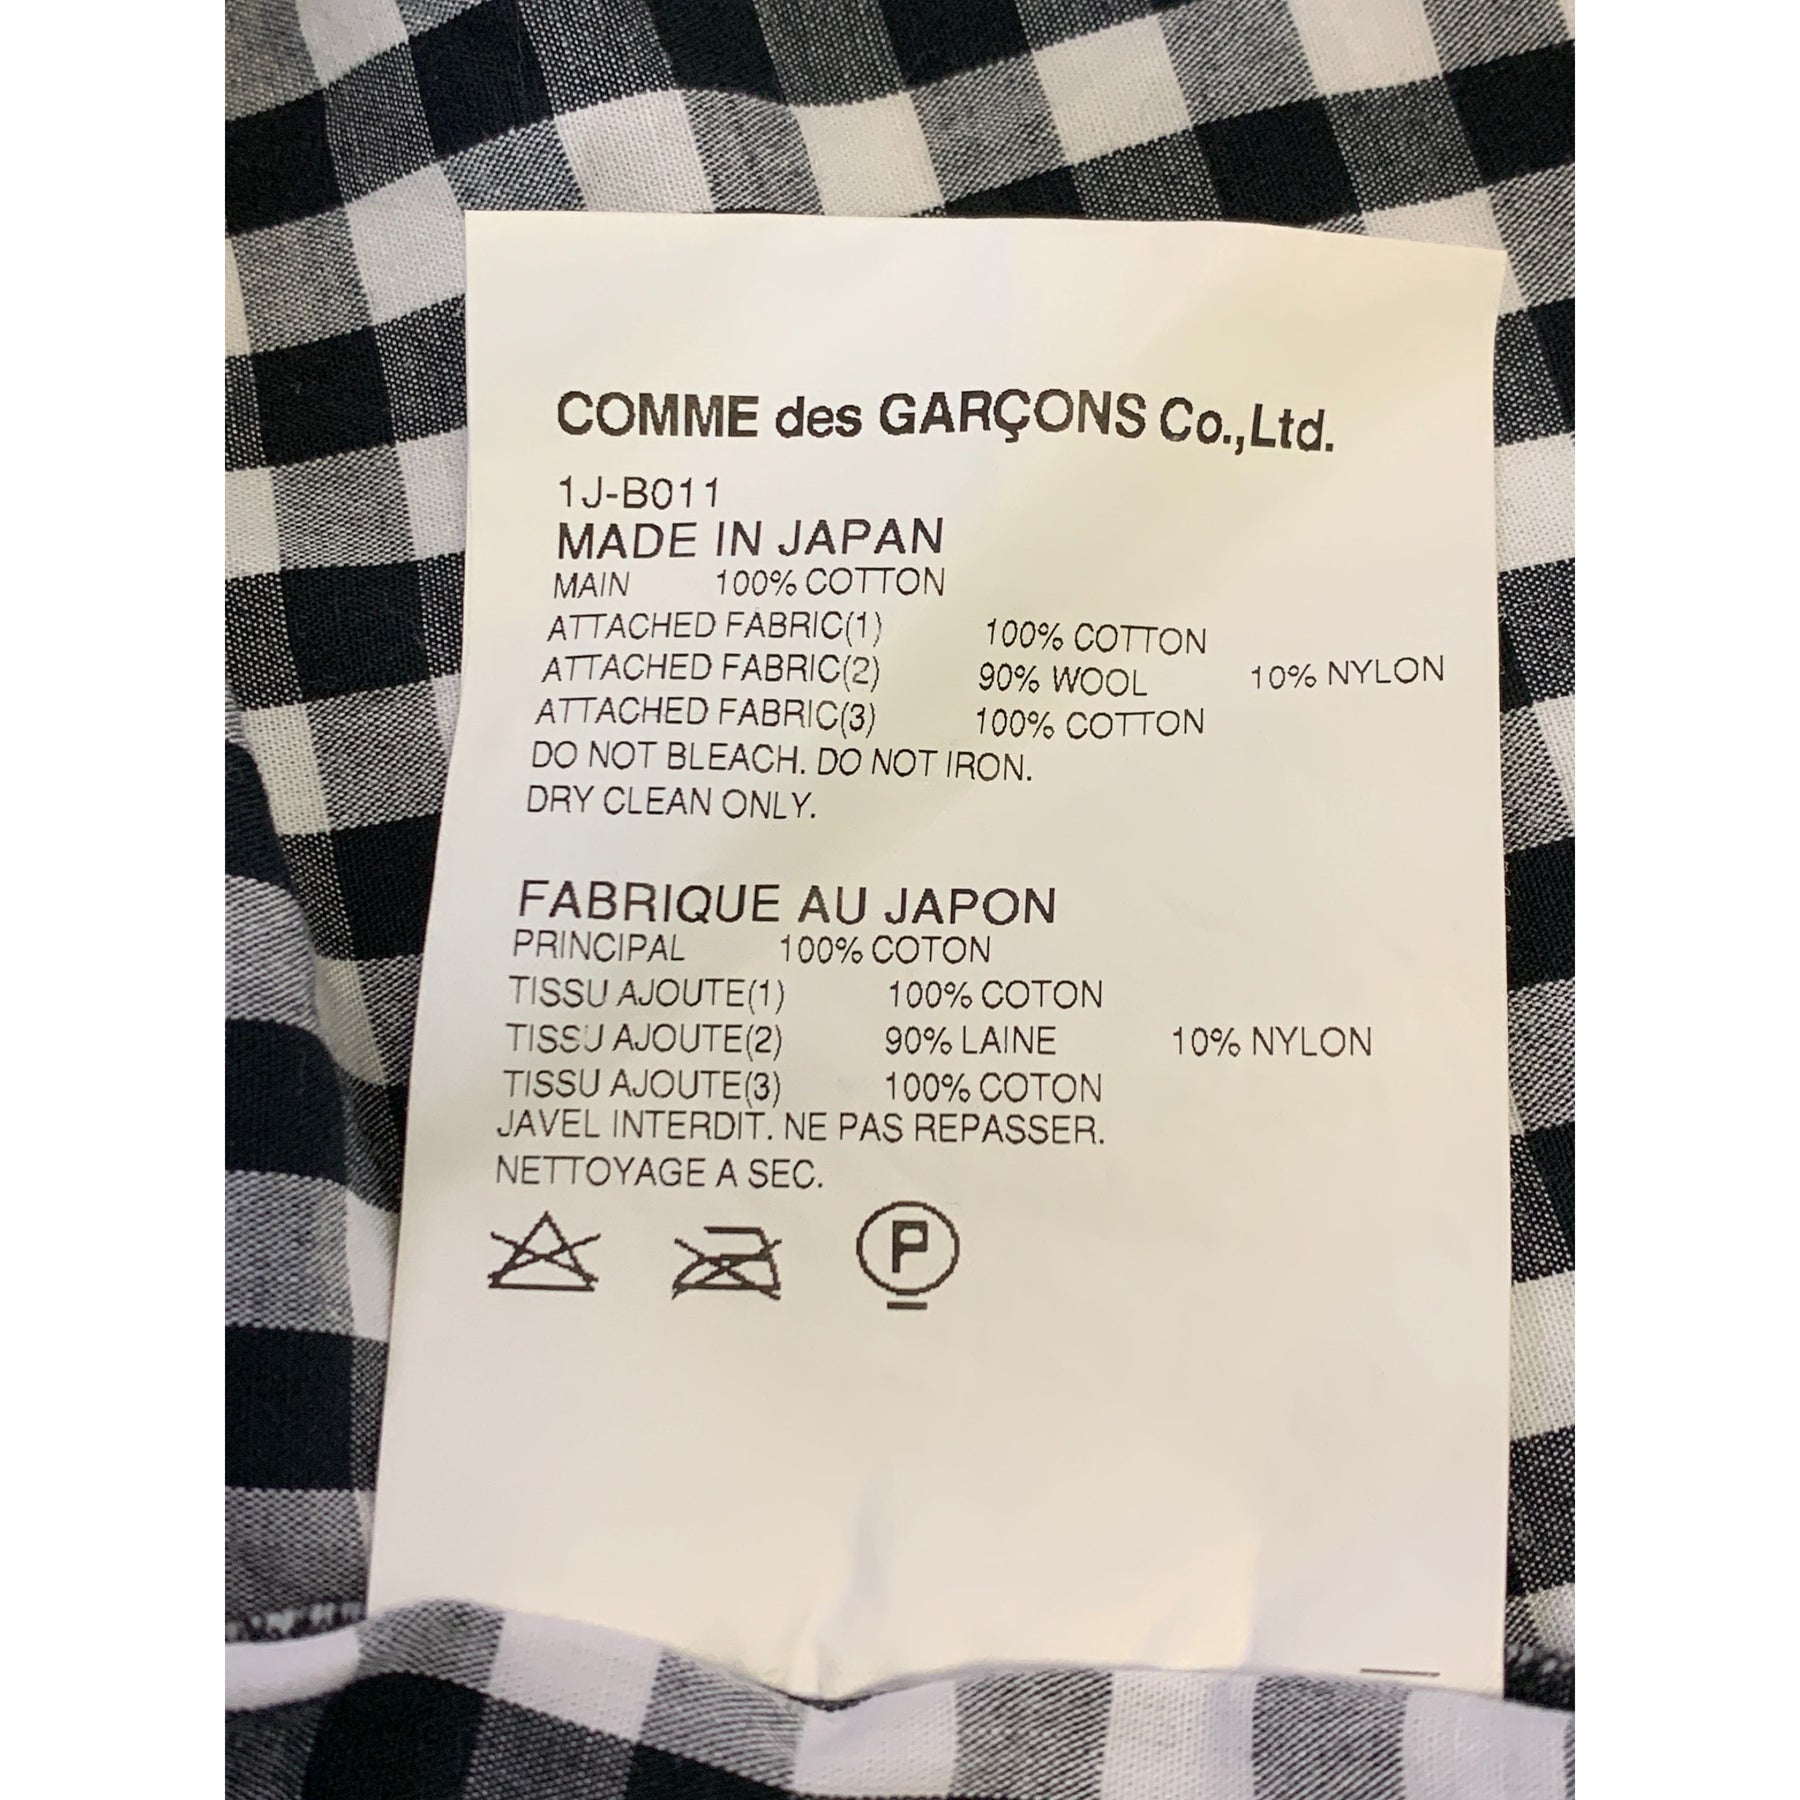 COMME des GARÇONS Co.,Ltd.
1J-B011
MADE IN JAPAN
MAIN 100% COTTON
ATTACHED FABRIC(1) 100% COTTON
ATTACHED FABRIC(2) 90% WOOL 10% NYLON
ATTACHED FABRIC(3) 100% COTTON
DO NOT BLEACH. DO NOT IRON.
DRY CLEAN ONLY.
FABRIQUE AU JAPON
PRINCIPAL 100% COTON
TISSU AJOUTE(1) 100% COTON
TISSU AJOUTE(2) 90% LAINE 10% NYLON
TISSU AJOUTE(3) 100% COTON
JAVEL INTERDIT. NE PAS REPASSER.
NETTOYAGE A SEC.
P